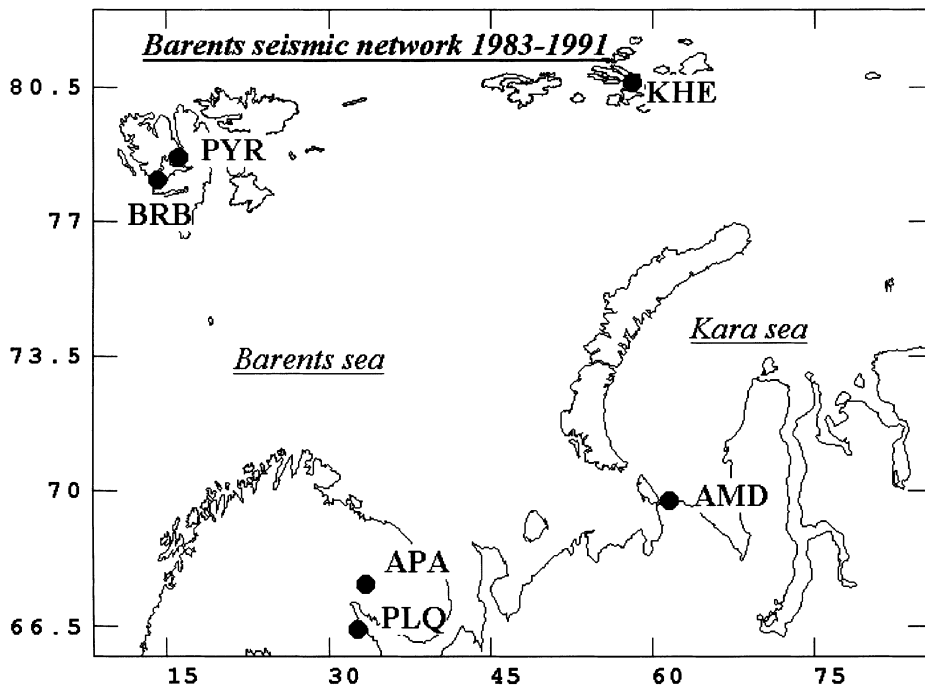 Barents seismic network 1983-1991
80.5
KHE
PYR
BRB
77
Kara sea
73.5
Barents sea
70
AMD
APA
PLQ
66.5
15 30 45 60 75